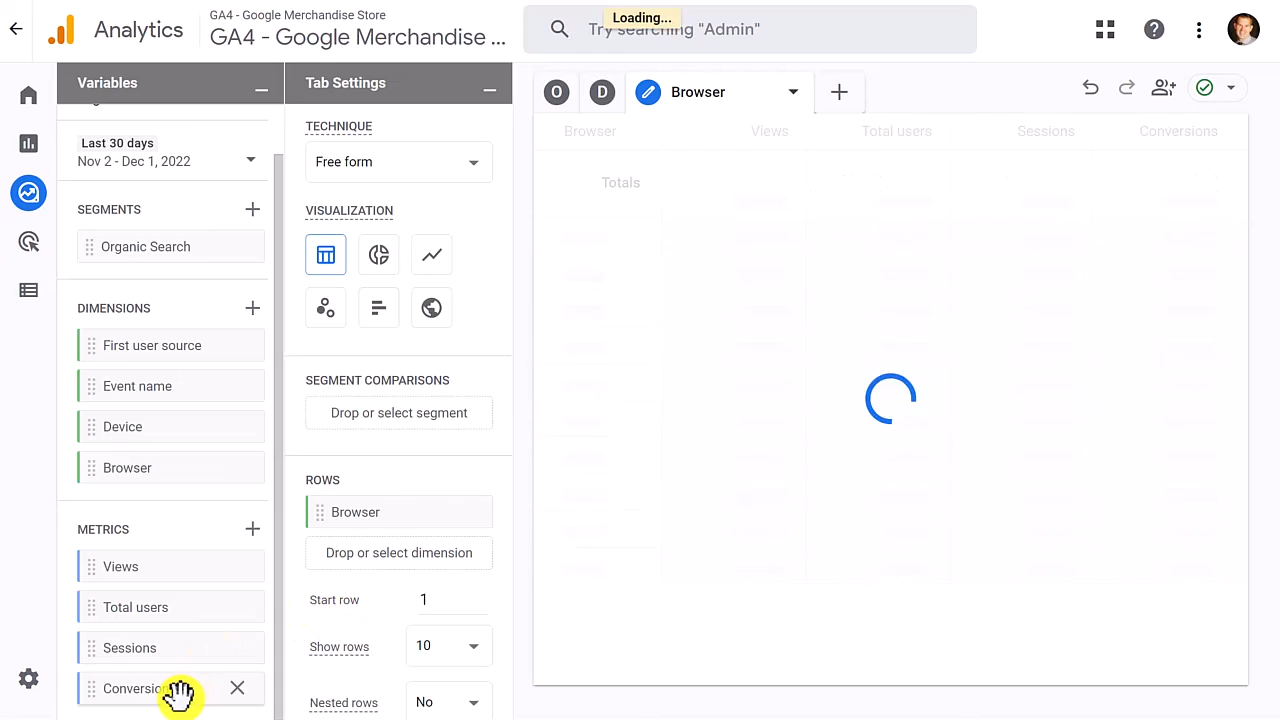 Analytics
GA4 - Google Merchandise Store
GA4 - Google Merchandise ...
Loading...
Try searching "Admin"
Variables
Last 30 days
Nov 2 - Dec 1, 2022
SEGMENTS
Organic Search
DIMENSIONS
First user source
Event name
Device
Browser
METRICS
Views
Total users
Sessions
Tab Settings
TECHNIQUE
Free form
VISUALIZATION
SEGMENT COMPARISONS
Drop or select segment
ROWS
Browser
Drop or select dimension
Start row 1
Show rows 10
Nested rows No
O D Browser
Browser Views Total users Sessions Conversions
Totals